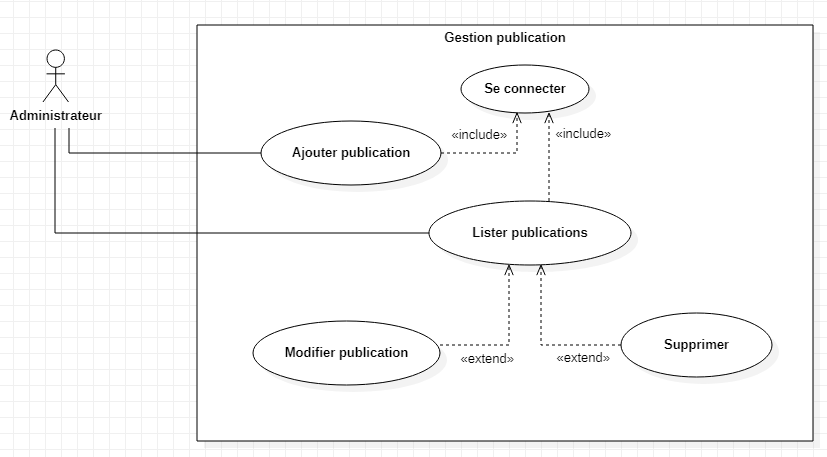 Gestion publication
Se connecter
Administrateur
«include»
«include»
Ajouter publication
Lister publications
Modifier publication
Supprimer
«extend»
«extend»